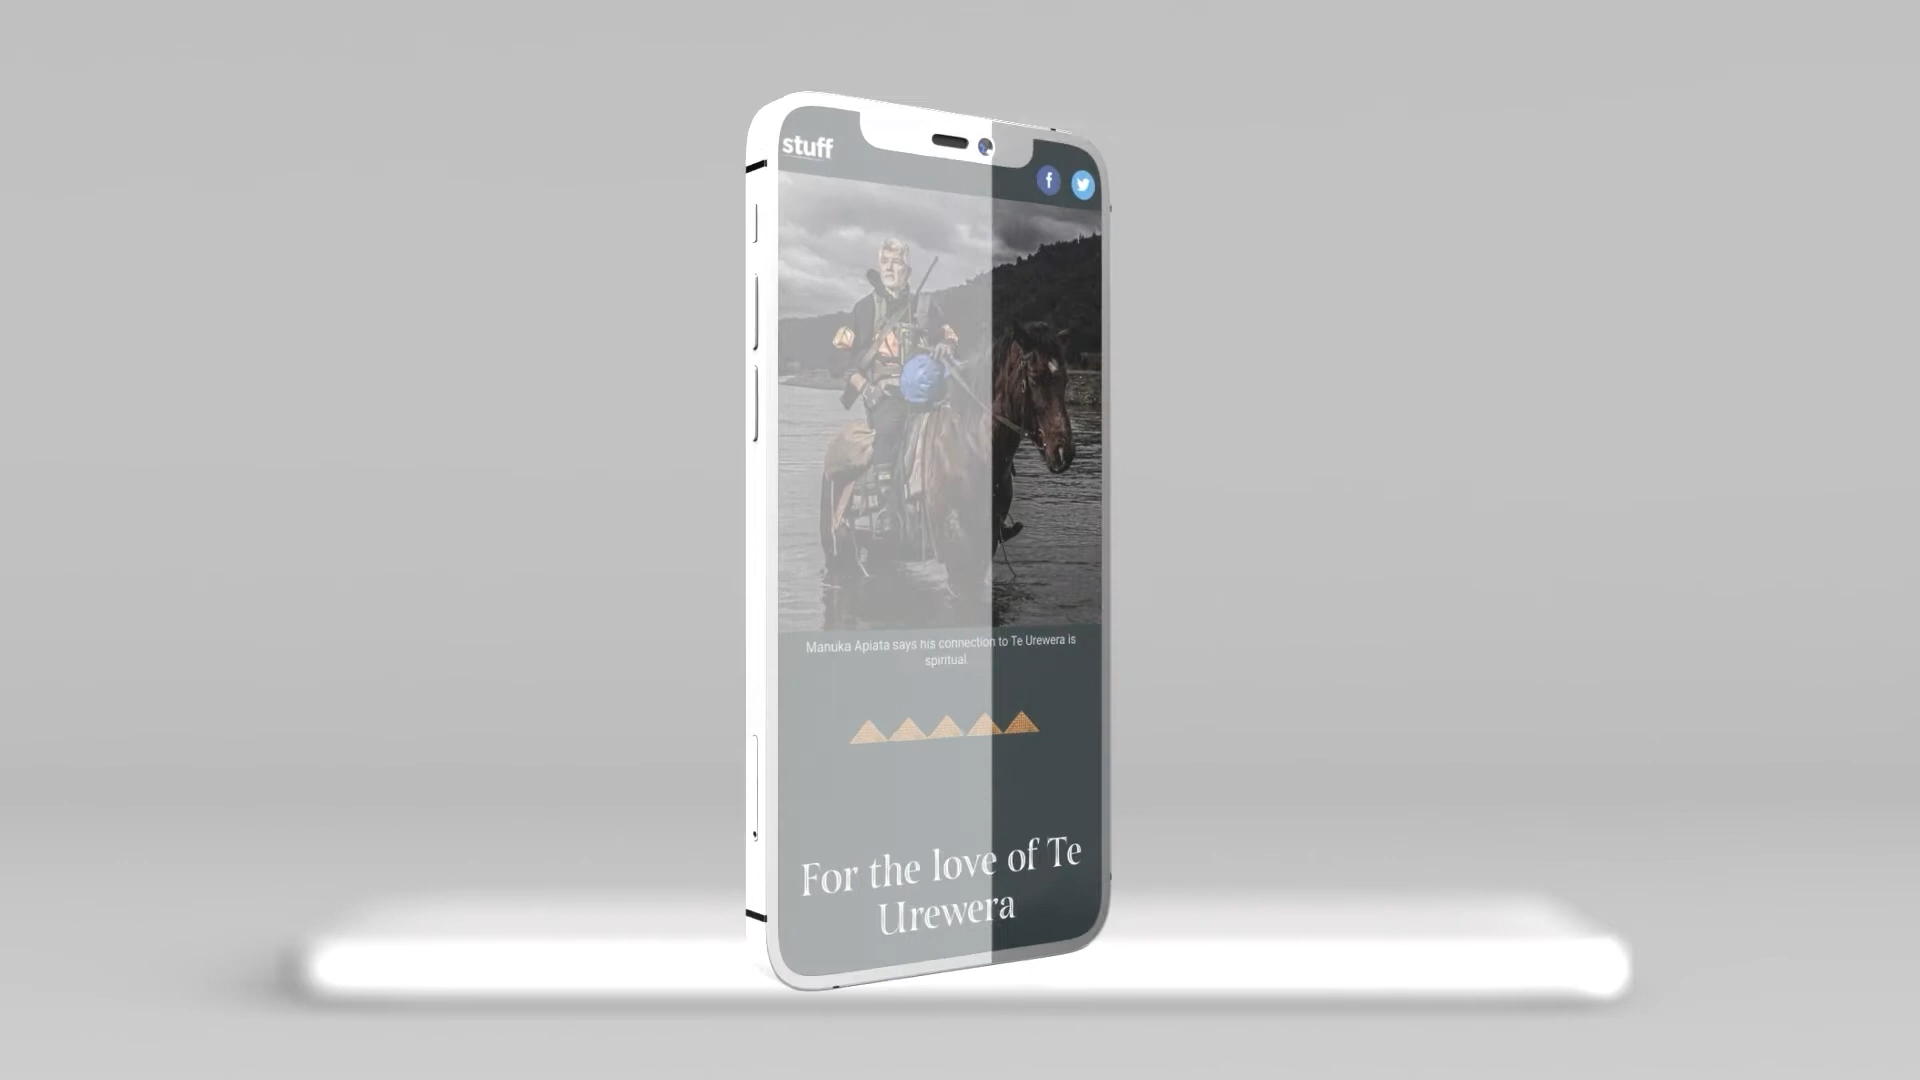 stuff
Manuka Apiata says his connection to Te Urewera is
spiritual.
For the love of Te
Urewera